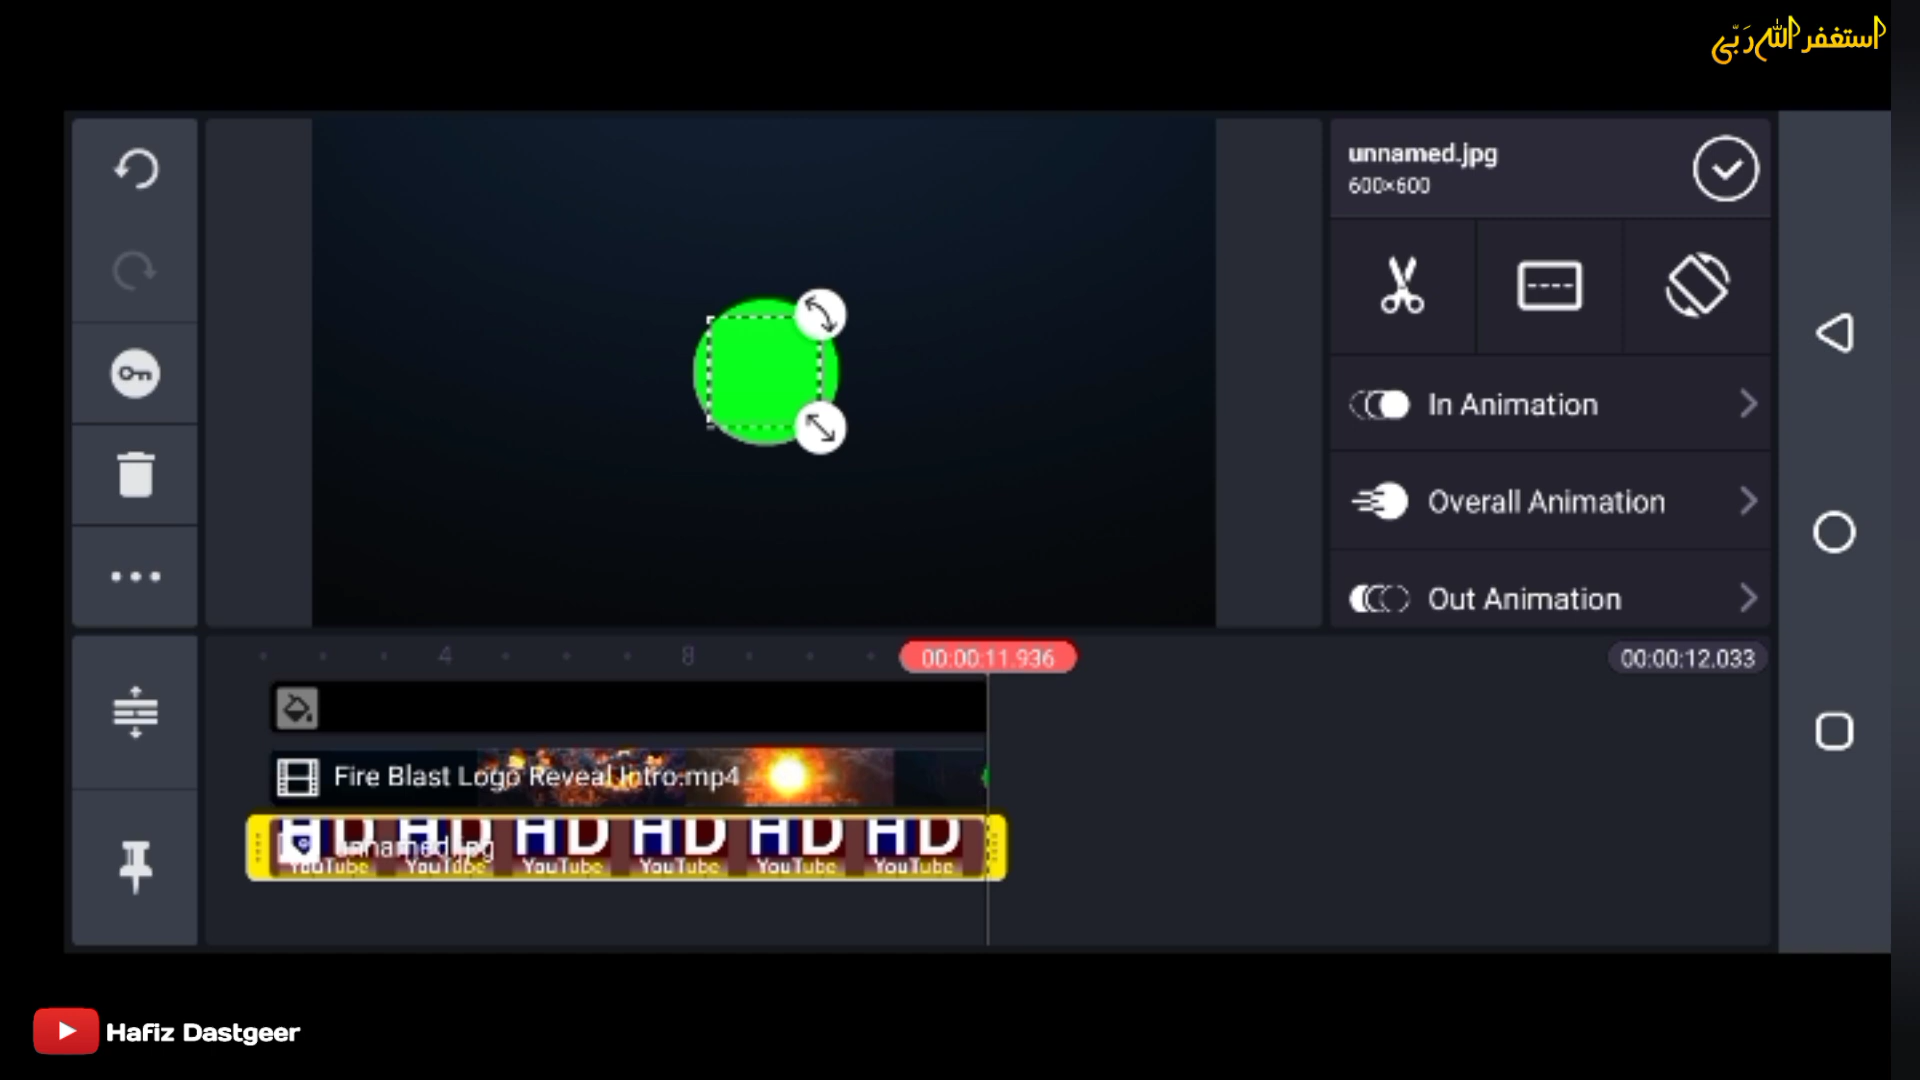 استغفر الله رَبّی
unnamed.jpg
600×600
In Animation
Overall Animation
Out Animation
4
8
00:00:11.936
00:00:12.033
Fire Blast Logo Reveal Intro.mp4
HD HD HD HD HD HD
unnamed.jpg
YouTube YouTube YouTube YouTube YouTube YouTube
Hafiz Dastgeer